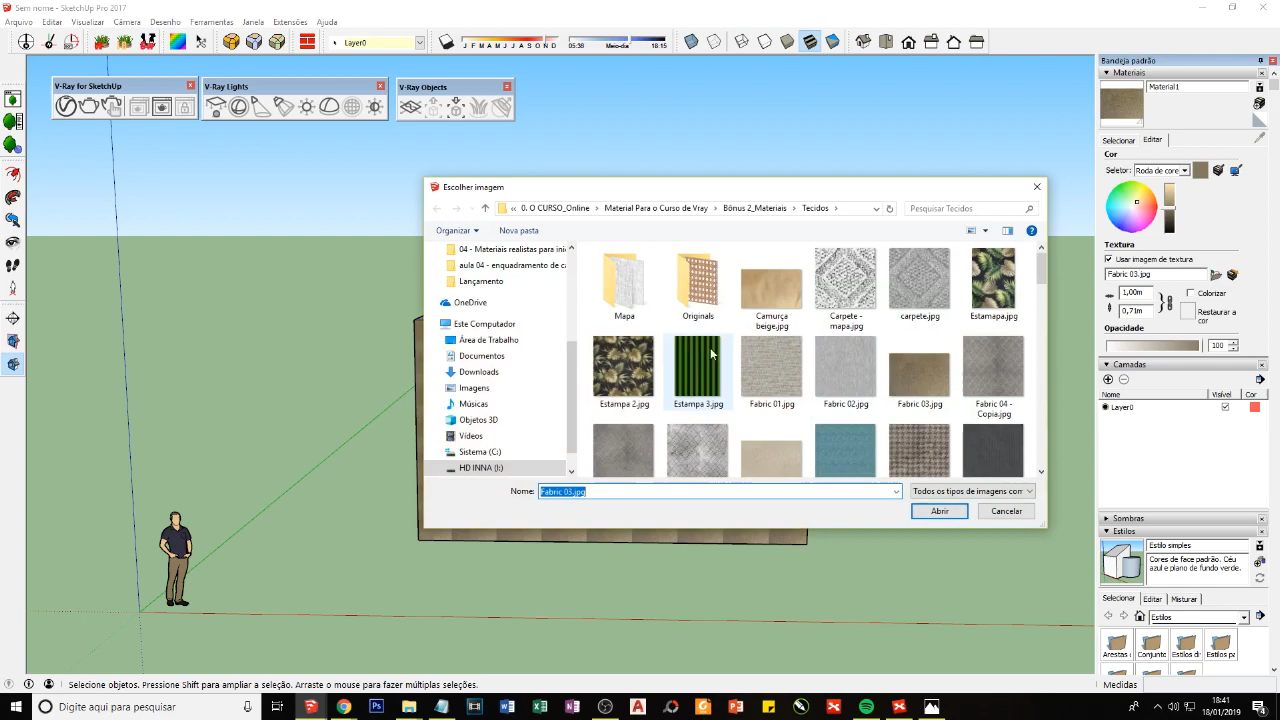 Sem nome - SketchUp Pro 2017
Arquivo Editar Visualizar Câmera Desenho Ferramentas Janela Extensões Ajuda
Layer0
J F M A M J J A S O N D
05:38 Meio-dia 18:15
V-Ray for SketchUp
V-Ray Lights
V-Ray Objects
Escolher imagem
« 0. O CURSO_Online › Material Para o Curso de Vray › Bônus 2_Materiais › Tecidos ›
Pesquisar Tecidos
Organizar
Nova pasta
04 - Materiais realistas para ini
aula 04 - enquadramento de câ
Lançamento
OneDrive
Este Computador
Área de Trabalho
Documentos
Downloads
Imagens
Músicas
Objetos 3D
Vídeos
Sistema (C:)
HD INNA (I:)
Mapa
Originals
Camurça beige.jpg
Carpete - mapa.jpg
carpete.jpg
Estamapa.jpg
Estampa 2.jpg
Estampa 3.jpg
Fabric 01.jpg
Fabric 02.jpg
Fabric 03.jpg
Fabric 04 - Copia.jpg
Nome: Fabric 03.jpg
Todos os tipos de imagens com
Abrir
Cancelar
Bandeja padrão
Materiais
Material1
Selecionar Editar
Cor
Seletor: Roda de core
Textura
Usar imagem de textura
Fabric 03.jpg
1,00m
Colorizar
0,71m
Restaurar a cor
Opacidade
100
Camadas
Nome Visível Cor
Layer0
Sombras
Estilos
Estilo simples
Cores de face padrão. Céu azul e plano de fundo verde.
Selecionar Editar Misturar
Estilos
Arestas Conjunto Estilos di Estilos pa
Selecione objetos. Pressione Shift para ampliar a seleção. Arraste o mouse para fazer múltiplas seleções.
Medidas
Digite aqui para pesquisar
18:41
18/01/2019